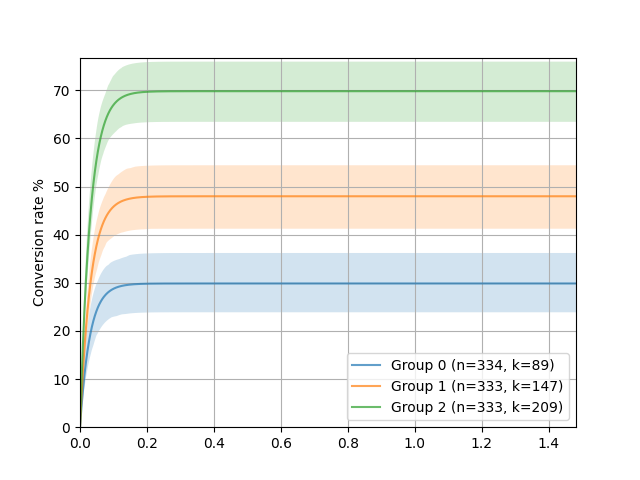 70
60
50
40
30
20
10
0
Conversion rate %
0.0 0.2 0.4 0.6 0.8 1.0 1.2 1.4
Group 0 (n=334, k=89)
Group 1 (n=333, k=147)
Group 2 (n=333, k=209)